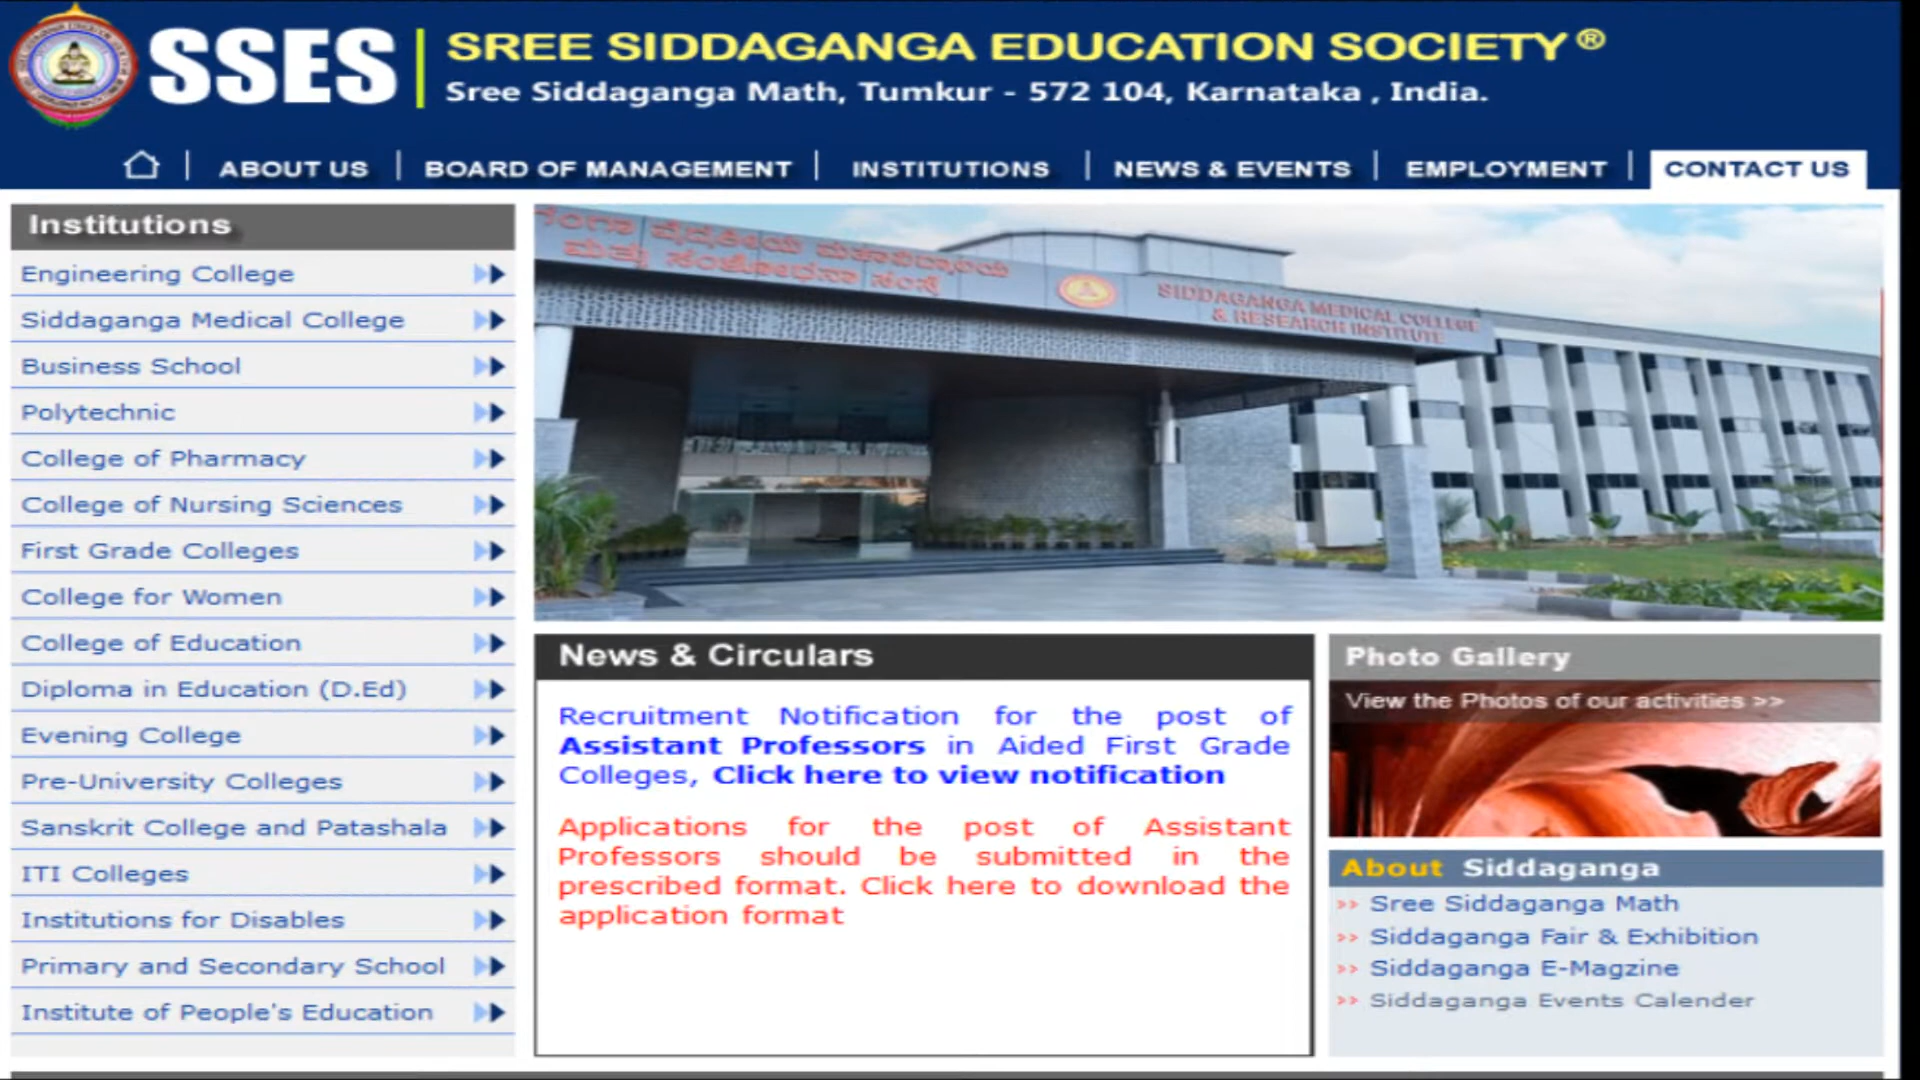 SSES
SREE SIDDAGANGA EDUCATION SOCIETY ®
Sree Siddaganga Math, Tumkur - 572 104, Karnataka , India.
ABOUT US
BOARD OF MANAGEMENT
INSTITUTIONS
NEWS & EVENTS
EMPLOYMENT
CONTACT US
Institutions
Engineering College
Siddaganga Medical College
Business School
Polytechnic
College of Pharmacy
College of Nursing Sciences
First Grade Colleges
College for Women
College of Education
Diploma in Education (D.Ed)
Evening College
Pre-University Colleges
Sanskrit College and Patashala
ITI Colleges
Institutions for Disables
Primary and Secondary School
Institute of People's Education
ವೈದ್ಯಕೀಯ ಮಹಾವಿದ್ಯಾಲಯ
ಮತ್ತು ಸಂಶೋಧನಾ ಸಂಸ್ಥೆ
SIDDAGANGA MEDICAL COLLEGE
& RESEARCH INSTITUTE
News & Circulars
Recruitment Notification for the post of
Assistant Professors in Aided First Grade
Colleges, Click here to view notification
Applications for the post of Assistant
Professors should be submitted in the
prescribed format. Click here to download the
application format
Photo Gallery
View the Photos of our activities >>
About Siddaganga
>> Sree Siddaganga Math
>> Siddaganga Fair & Exhibition
>> Siddaganga E-Magzine
>> Siddaganga Events Calender